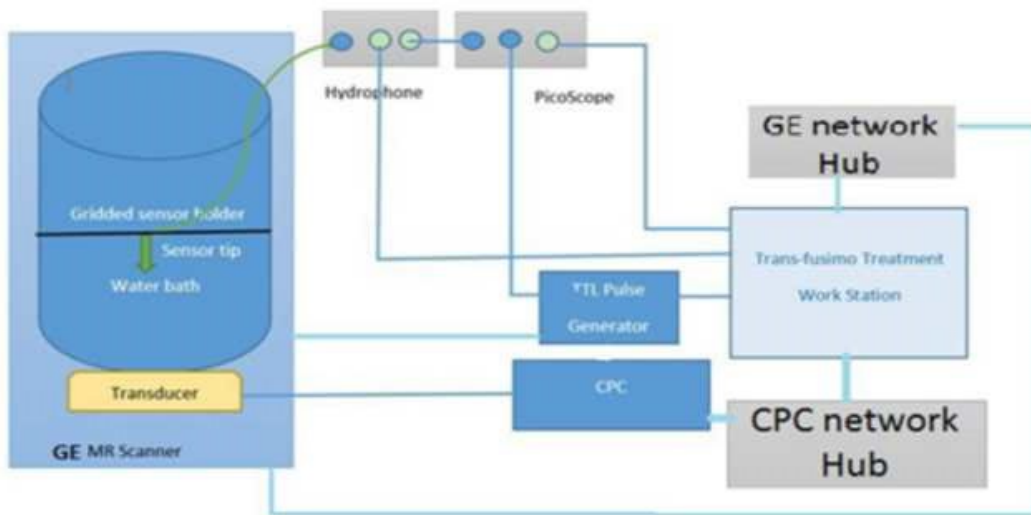 Hydrophone
PicoScope
GE network
Hub
Gridded sensor holder
Sensor tip
Water bath
Trans-fusimo Treatment
Work Station
TTL Pulse
Generator
CPC
Transducer
CPC network
Hub
GE MR Scanner